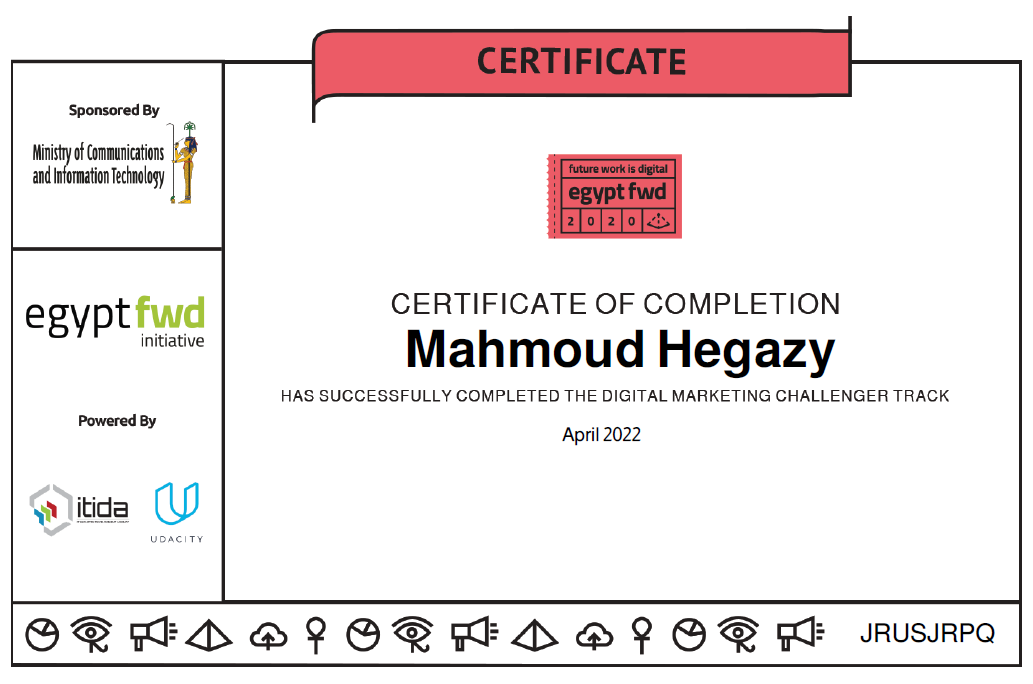 CERTIFICATE
Sponsored By
Ministry of Communications
and Information Technology
egypt fwd
initiative
Powered By
itida
UDACITY
future work is digital
egypt fwd
2 0 2 0
CERTIFICATE OF COMPLETION
Mahmoud Hegazy
HAS SUCCESSFULLY COMPLETED THE DIGITAL MARKETING CHALLENGER TRACK
April 2022
JRUSJRPQ